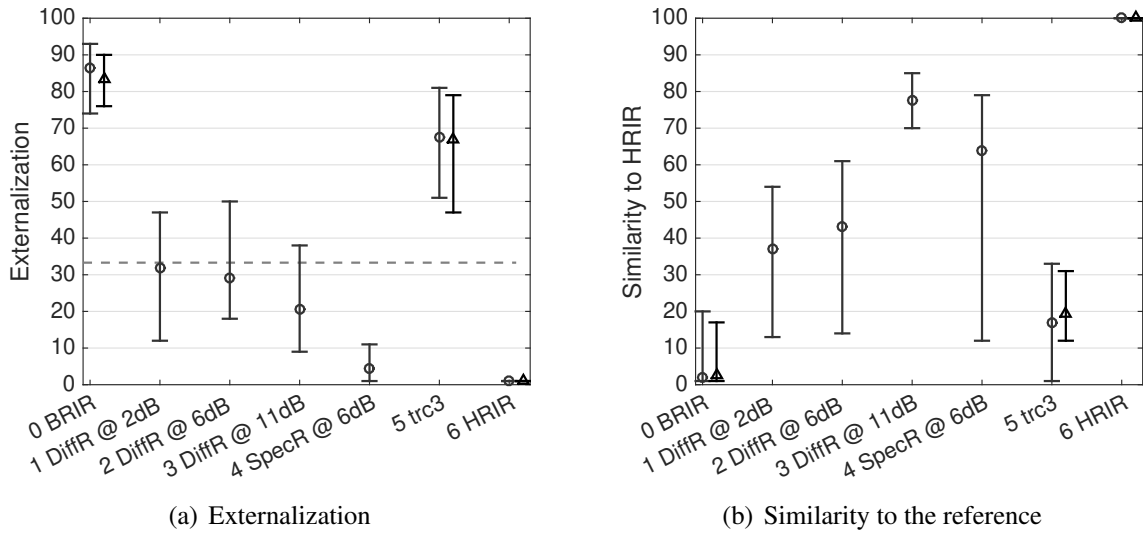 100
90
80
70
60
50
40
30
20
10
0
Externalization
0 BRIR
1 DiffR @ 2dB
2 DiffR @ 6dB
3 DiffR @ 11dB
4 SpecR @ 6dB
5 trc3
6 HRIR
(a) Externalization
100
90
80
70
60
50
40
30
20
10
0
Similarity to HRIR
0 BRIR
1 DiffR @ 2dB
2 DiffR @ 6dB
3 DiffR @ 11dB
4 SpecR @ 6dB
5 trc3
6 HRIR
(b) Similarity to the reference